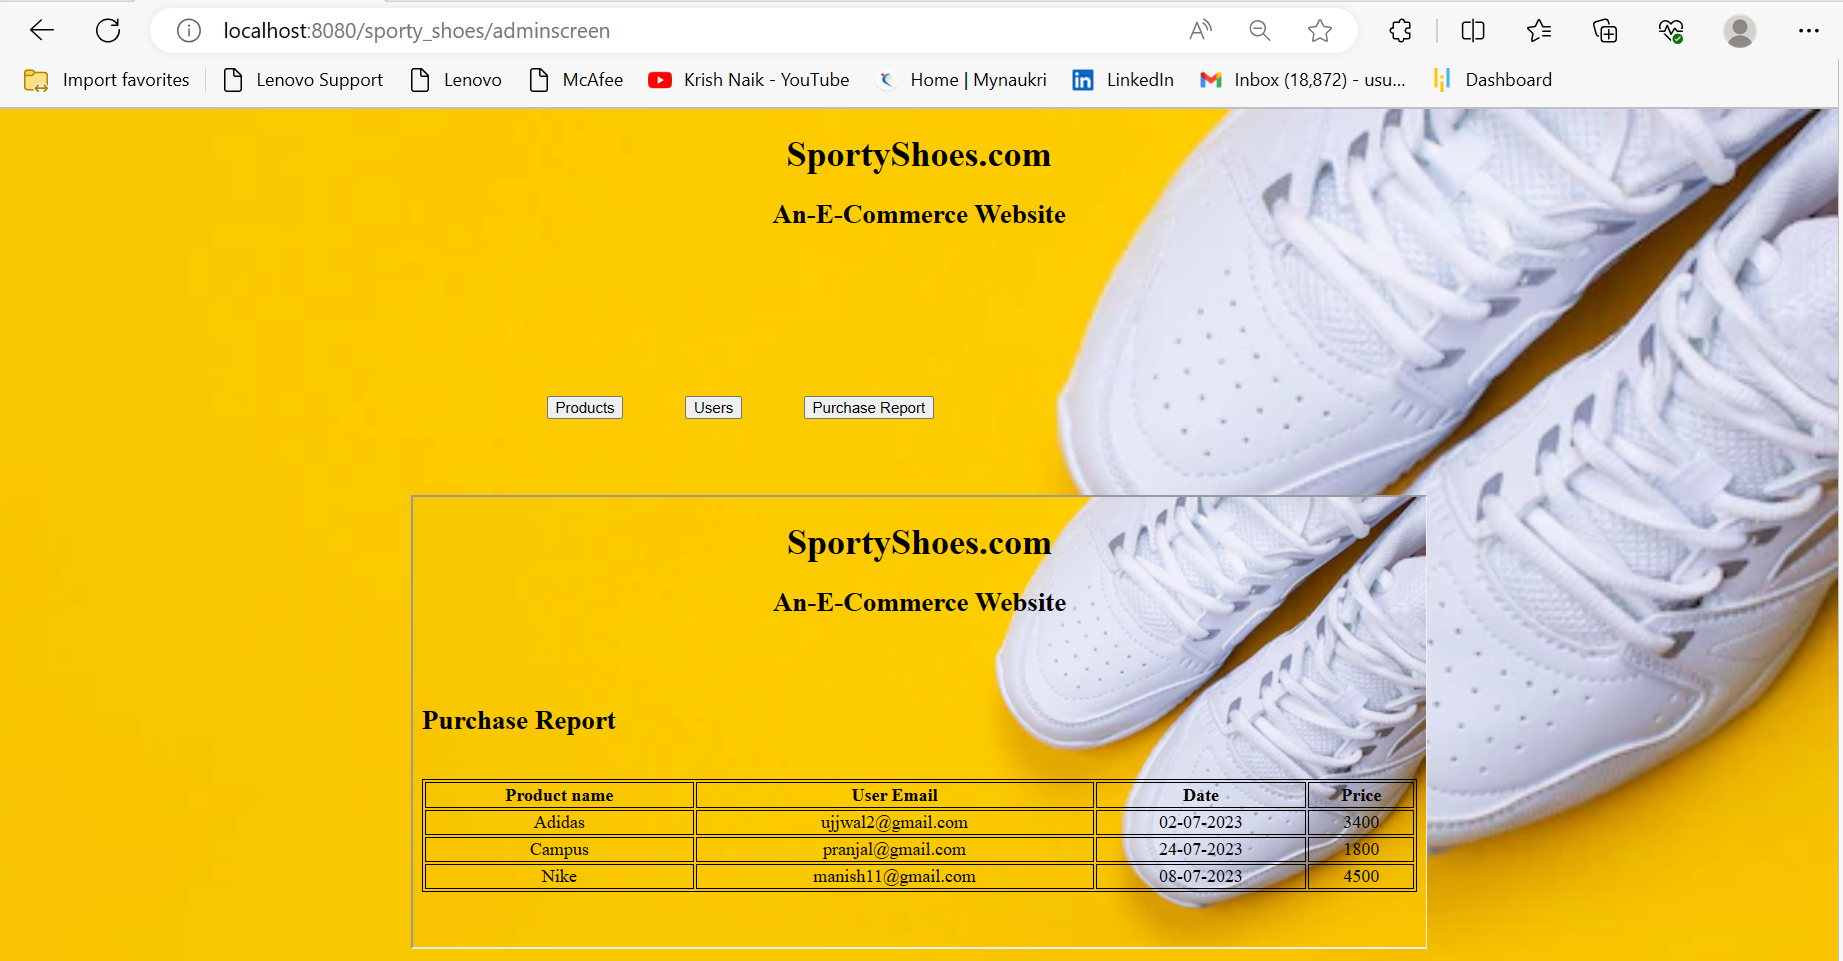 localhost:8080/sporty_shoes/adminscreen
Import favorites Lenovo Support Lenovo McAfee Krish Naik - YouTube Home | Mynaukri LinkedIn Inbox (18,872) - usu... Dashboard
SportyShoes.com
An-E-Commerce Website
Products Users Purchase Report
SportyShoes.com
An-E-Commerce Website
Purchase Report
Product name User Email Date Price
Adidas ujjwal2@gmail.com 02-07-2023 3400
Campus pranjal@gmail.com 24-07-2023 1800
Nike manish11@gmail.com 08-07-2023 4500